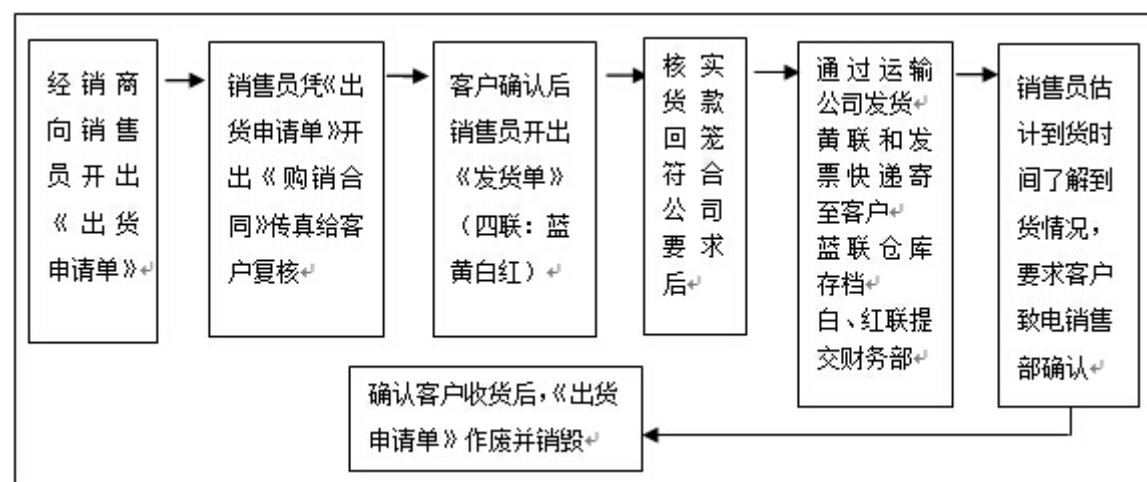 经销商
向销售
员开出
《出货
申请单》
销售员凭《出
货申请单》开
出《购销合
同》传真给客
户复核
客户确认后
销售员开出
《发货单》
（四联：蓝
黄白红）
核实
货款
回笼
符合
公司
要求
后
通过运输
公司发货
黄联和发
票快递寄
至客户
蓝联仓库
存档
白、红联提
交财务部
销售员估
计到货时
间了解到
货情况，
要求客户
致电销售
部确认
确认客户收货后，《出货
申请单》作废并销毁